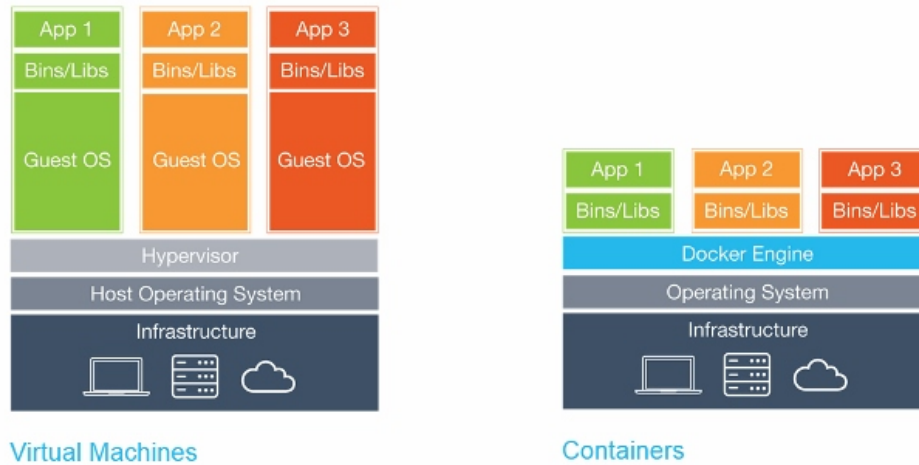 App 1
App 2
App 3
Bins/Libs
Bins/Libs
Bins/Libs
Guest OS
Guest OS
Guest OS
Hypervisor
Host Operating System
Infrastructure
Virtual Machines
App 1
App 2
App 3
Bins/Libs
Bins/Libs
Bins/Libs
Docker Engine
Operating System
Infrastructure
Containers